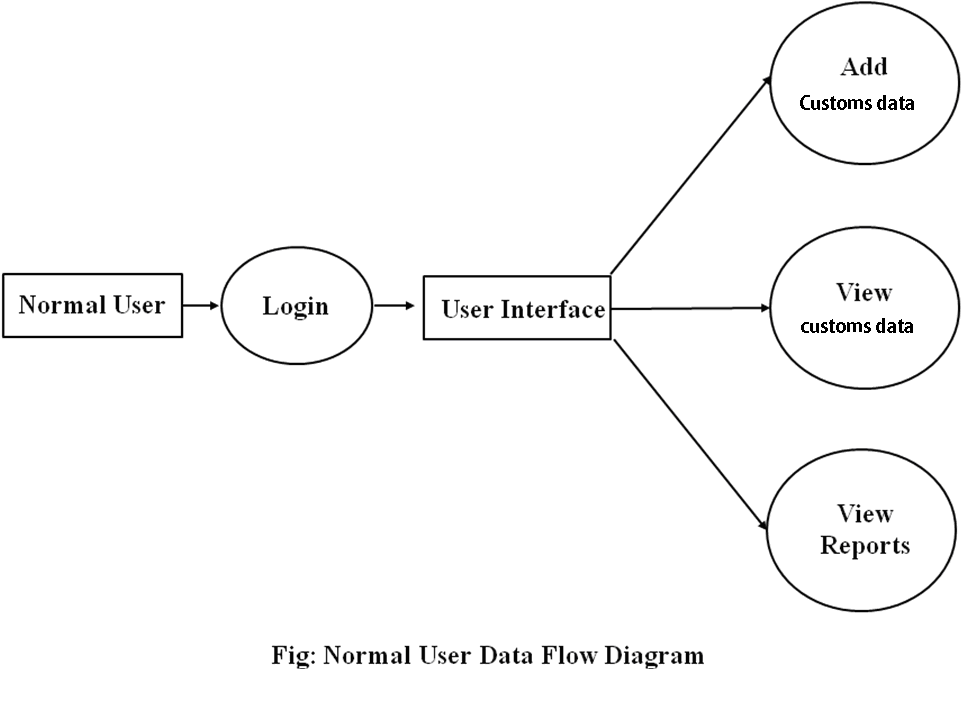 Add
Customs data
Normal User
Login
User Interface
View
customs data
View
Reports
Fig: Normal User Data Flow Diagram